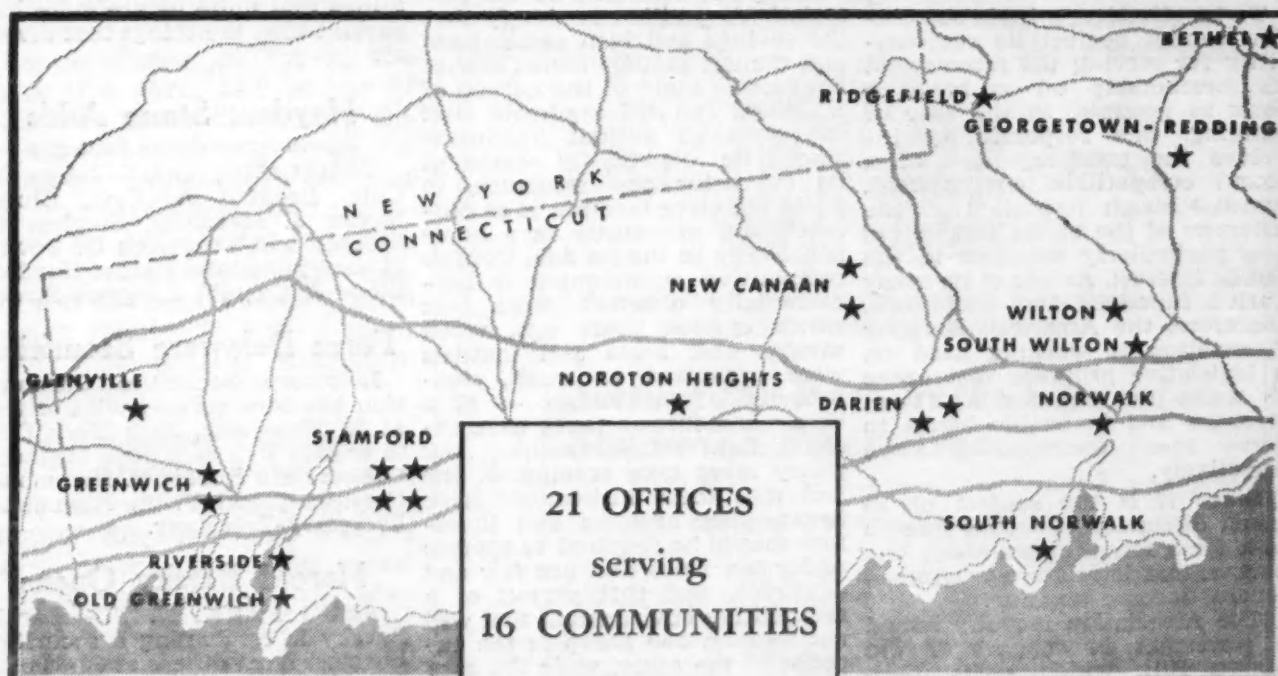 BETHEL
RIDGEFIELD
GEORGETOWN-REDDING
NEW YORK
CONNECTICUT
NEW CANAAN
WILTON
SOUTH WILTON
GLENVILLE
NOROTON HEIGHTS
DARIEN
NORWALK
STAMFORD
GREENWICH
21 OFFICES
serving
16 COMMUNITIES
SOUTH NORWALK
RIVERSIDE
OLD GREENWICH